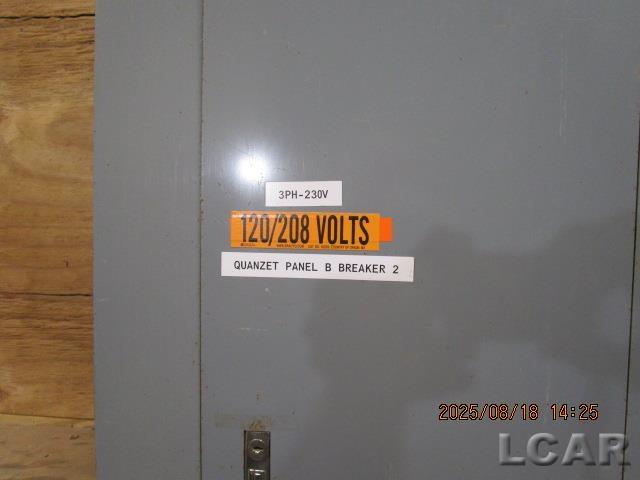 3PH-230V
120/208 VOLTS
QUANZET PANEL B BREAKER 2
2025/08/18 14:25
LCAR